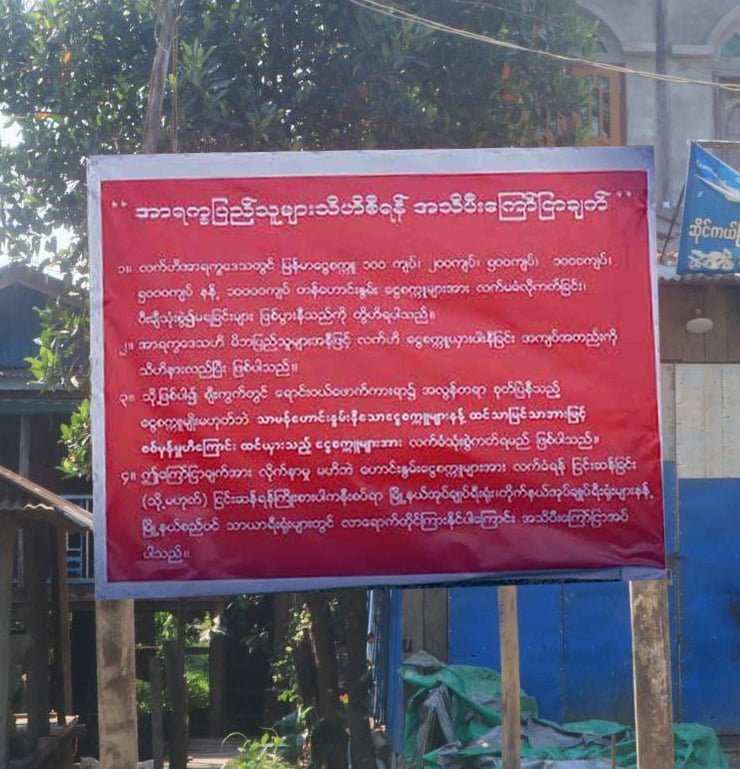 “ အာရက္ခပြည်သူများသီဟိစီရန် အသိပီးကြော်ငြာချက် ”
၁။ လက်ဟိအာရက္ခဒေသတွင် မြန်မာငွေစက္ကူ ၁၀၀ ကျပ်၊ ၂၀၀ကျပ်၊ ၅၀၀ကျပ်၊ ၁၀၀၀ကျပ်၊
၅၀၀၀ကျပ် နန့် ၁၀၀၀၀ကျပ် တန်ဟောင်းနွမ်း ငွေစက္ကူများအား လက်မခံလိုကတ်ခြင်း၊
ဝီးချီသုံးစွဲ၍မရခြင်းများ ဖြစ်ပွားနီသည်ကို တွိ့ဟိရပါသည်။
၂။ အာရက္ခဒေသဟိ မိဘပြည်သူများအနီဖြင့် လက်ဟိ ငွေစက္ကူယှားပါးနီခြင်း အကျပ်အတည်းကို
သိဟိနားလည်ပြီး ဖြစ်ပါသည်။
၃။ သို့ဖြစ်ပါ၍ စျီးကွက်တွင် ရောင်းဝယ်ဖောက်ကားရာ၌ အလွန်တရာ စုတ်ပြဲနီသည့်
ငွေစက္ကူမျိုးမဟုတ်ဘဲ သာမန်ဟောင်းနွမ်းနီသောငွေစက္ကူများနန့် ထင်သာမြင်သာအားဖြင့်
စစ်မှန်မှုဟိကြောင်း ထင်ယှားသည့် ငွေစက္ကူများအား လက်ခံသုံးစွဲကတ်ရမည် ဖြစ်ပါသည်။
၄။ ဤကြော်ငြာချက်အား လိုက်နာမှု မဟိဘဲ ဟောင်းနွမ်းငွေစက္ကူများအား လက်ခံရန် ငြင်းဆန်ခြင်း
(သို့မဟုတ်) ငြင်းဆန်ရန်ကြိုးစားပါကနီးစပ်ရာ မြို့နယ်အုပ်ချုပ်ရီးရုံး၊တိုက်နယ်အုပ်ချုပ်ရီးရုံးများနန့်
မြို့နယ်စည်ပင် သာယာရီးရုံးများတွင် လာရောက်တိုင်ကြားနိုင်ပါကြောင်း အသိပီးကြော်ငြာအပ်
ပါသည်။
ဆိုင်ကယ်